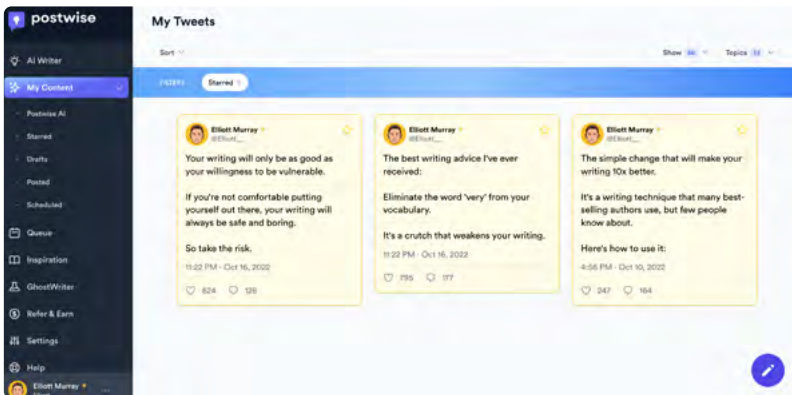 postwise
My Tweets
AI Writer
Sort
Show
Topics
My Content
FILTERS
Starred
Postwise AI
Starred
Drafts
Posted
Scheduled
Queue
Inspiration
GhostWriter
Refer & Earn
Settings
Help
Elliott Murray
Elliott Murray
@Elliott__
Your writing will only be as good as
your willingness to be vulnerable.
If you're not comfortable putting
yourself out there, your writing will
always be safe and boring.
So take the risk.
11:22 PM · Oct 16, 2022
624 126
Elliott Murray
@Elliott__
The best writing advice I've ever
received:
Eliminate the word 'very' from your
vocabulary.
It's a crutch that weakens your writing.
11:22 PM · Oct 16, 2022
795 117
Elliott Murray
@Elliott__
The simple change that will make your
writing 10x better.
It's a writing technique that many best-
selling authors use, but few people
know about.
Here's how to use it:
4:56 PM · Oct 10, 2022
247 164